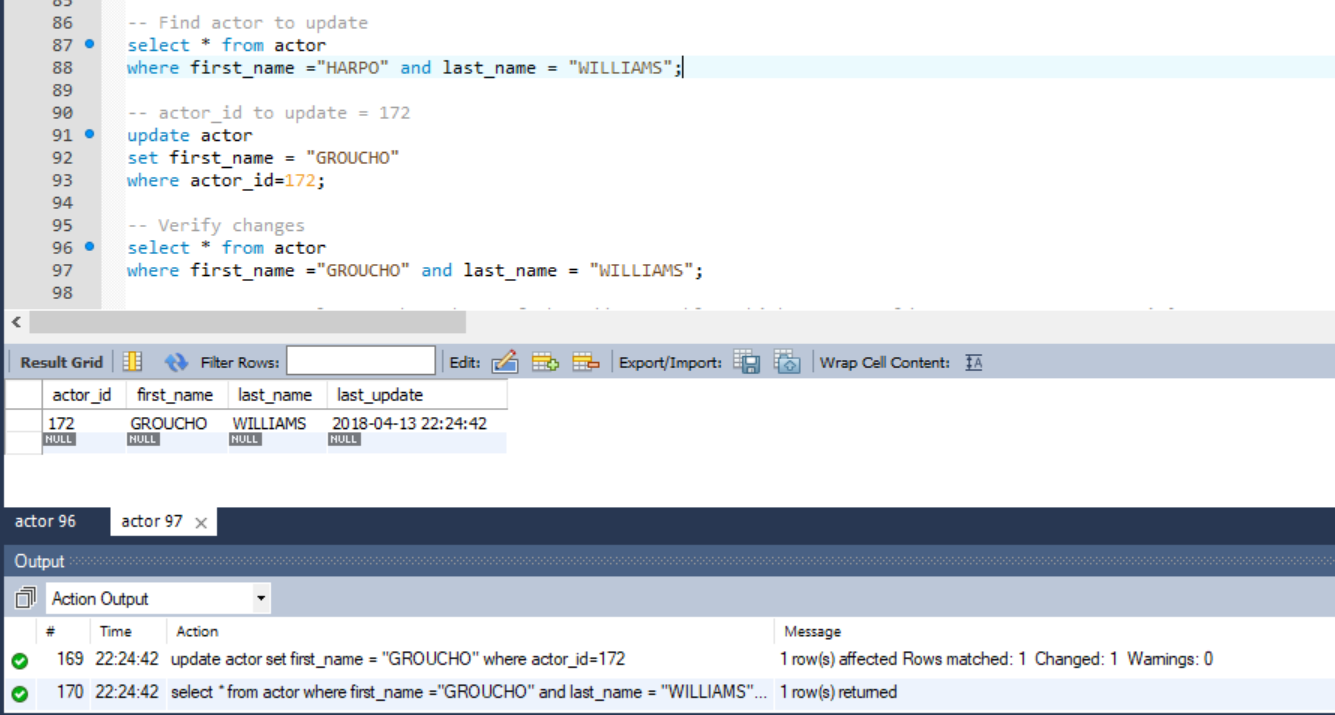 85
86 -- Find actor to update
87 select * from actor
88 where first_name ="HARPO" and last_name = "WILLIAMS";
89
90 -- actor_id to update = 172
91 update actor
92 set first_name = "GROUCHO"
93 where actor_id=172;
94
95 -- Verify changes
96 select * from actor
97 where first_name ="GROUCHO" and last_name = "WILLIAMS";
98
Result Grid Filter Rows: Edit: Export/Import: Wrap Cell Content: IA
actor_id first_name last_name last_update
172 GROUCHO WILLIAMS 2018-04-13 22:24:42
NULL NULL NULL NULL
actor 96 actor 97 ×
Output
Action Output
# Time Action Message
169 22:24:42 update actor set first_name = "GROUCHO" where actor_id=172 1 row(s) affected Rows matched: 1 Changed: 1 Warnings: 0
170 22:24:42 select * from actor where first_name ="GROUCHO" and last_name = "WILLIAMS"... 1 row(s) returned